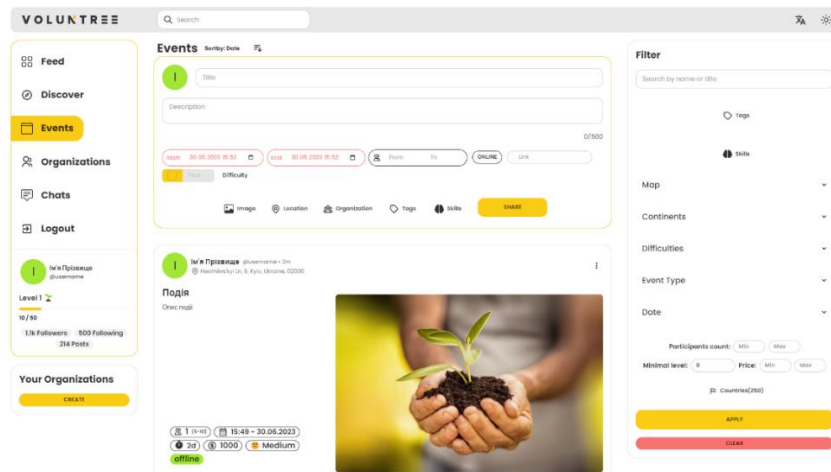 VOLUNTREE
Search
Feed
Discover
Events
Organizations
Chats
Logout
І
Ім'я Прізвище
@username
Level 1
10 / 50
1.1k Followers
500 Following
214 Posts
Your Organizations
CREATE
Events
Sort by: Date
І
Title
Description
0/500
Start
30.06.2023 15:52
End
30.06.2023 15:52
From
To
ONLINE
Link
Price
Difficulty
Image
Location
Organization
Tags
Skills
SHARE
І
Ім'я Прізвище @username • 3m
9, Kyiv, Ukraine, 02000
Подія
Опис події
1 (5-10)
15:49 - 30.06.2023
2d
1000
Medium
offline
Filter
Search by name or title
Tags
Skills
Map
Continents
Difficulties
Event Type
Date
Participants count:
Min
Max
Minimal level:
0
Price:
Min
Max
Countries(250)
APPLY
CLEAR